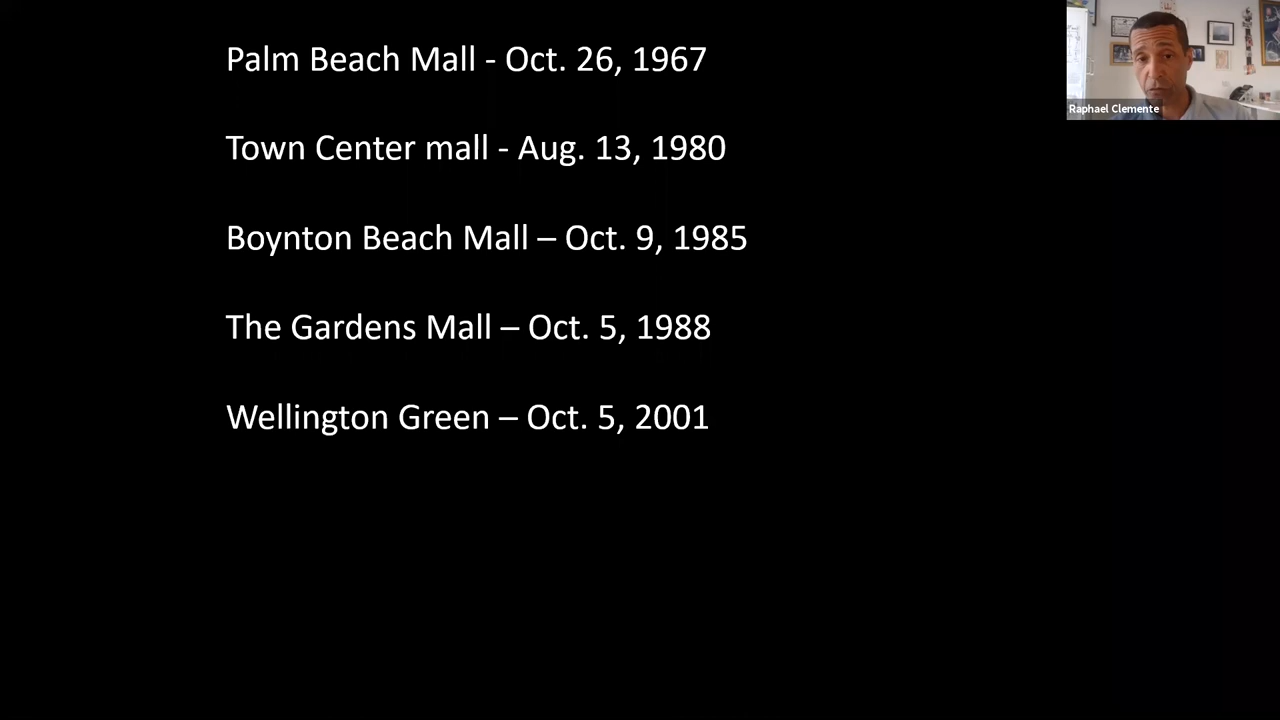 Palm Beach Mall - Oct. 26, 1967
Raphael Clemente
Town Center mall - Aug. 13, 1980
Boynton Beach Mall – Oct. 9, 1985
The Gardens Mall – Oct. 5, 1988
Wellington Green – Oct. 5, 2001